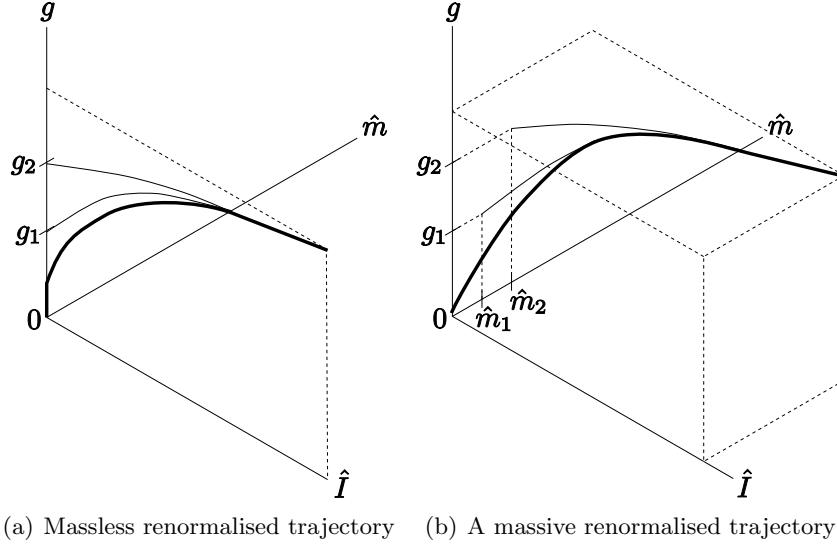 g
g
m̂
m̂
g₂
g₂
g₁
g₁
0
0
m̂₂
m̂₁
Î
Î
(a) Massless renormalised trajectory
(b) A massive renormalised trajectory